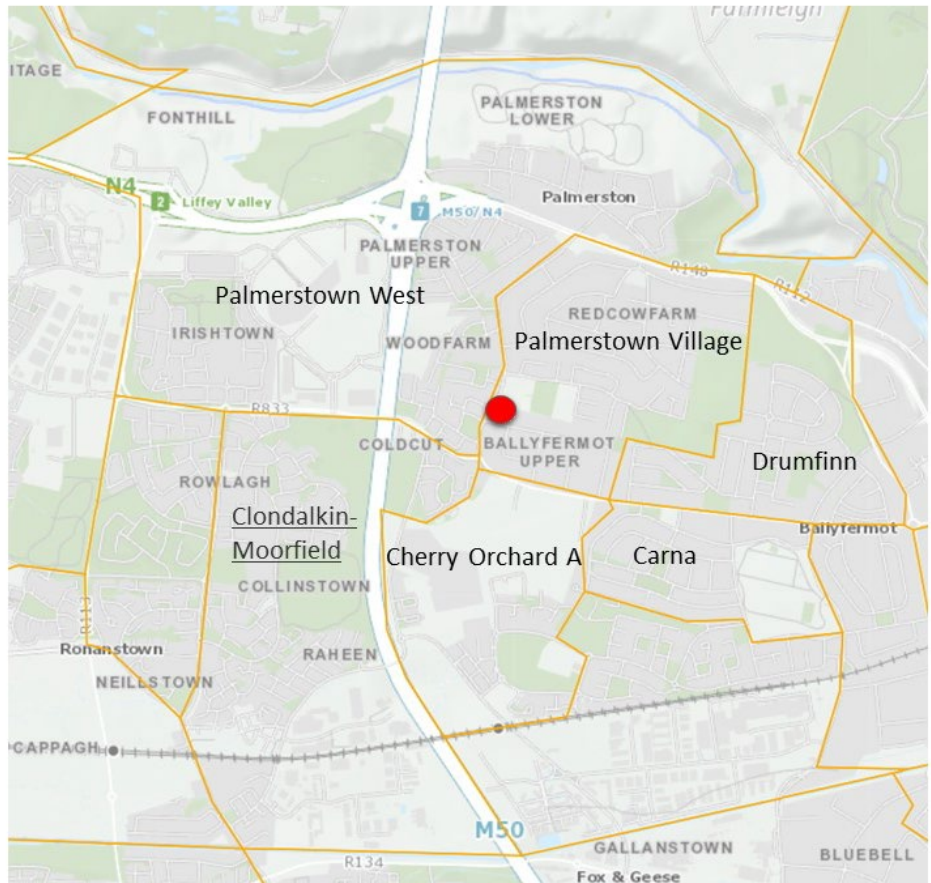 Farmleigh
ITAGE
FONTHILL
PALMERSTON
LOWER
N4
2
Liffey Valley
7
M50/N4
Palmerston
PALMERSTON
UPPER
R148
R112
Palmerstown West
IRISHTOWN
WOODFARM
REDCOWFARM
Palmerstown Village
R833
COLDCUT
BALLYFERMOT
UPPER
Drumfinn
ROWLAGH
Clondalkin-
Moorfield
Ballyfermot
Cherry Orchard A
Carna
COLLINSTOWN
R113
Ronanstown
RAHEEN
NEILLSTOWN
CAPPAGH
M50
GALLANSTOWN
BLUEBELL
R134
Fox & Geese